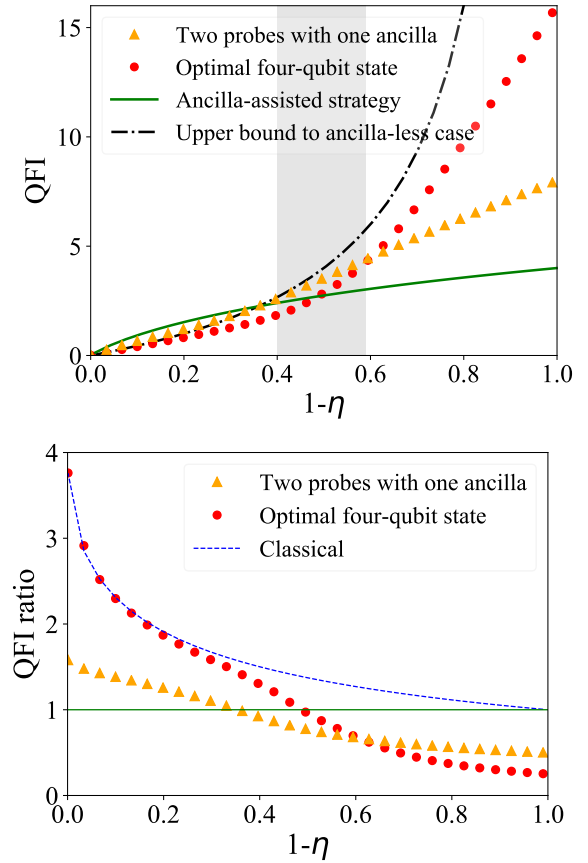 15
10
5
0
QFI
Two probes with one ancilla
Optimal four-qubit state
Ancilla-assisted strategy
Upper bound to ancilla-less case
0.0 0.2 0.4 0.6 0.8 1.0
1-η
4
3
2
1
0
QFI ratio
Two probes with one ancilla
Optimal four-qubit state
Classical
0.0 0.2 0.4 0.6 0.8 1.0
1-η